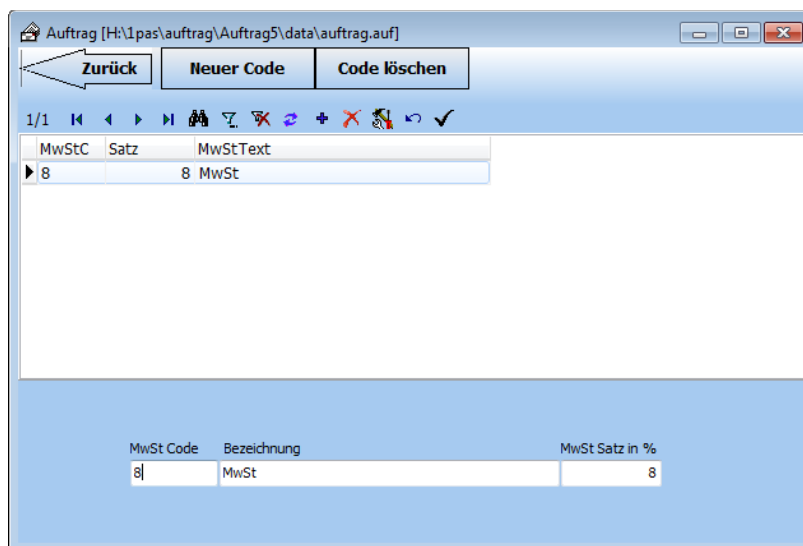 Auftrag [H:\1pas\auftrag\Auftrag5\data\auftrag.auf]
Zurück Neuer Code Code löschen
1/1
MwStC Satz MwStText
8 8 MwSt
MwSt Code Bezeichnung MwSt Satz in %
8 MwSt 8